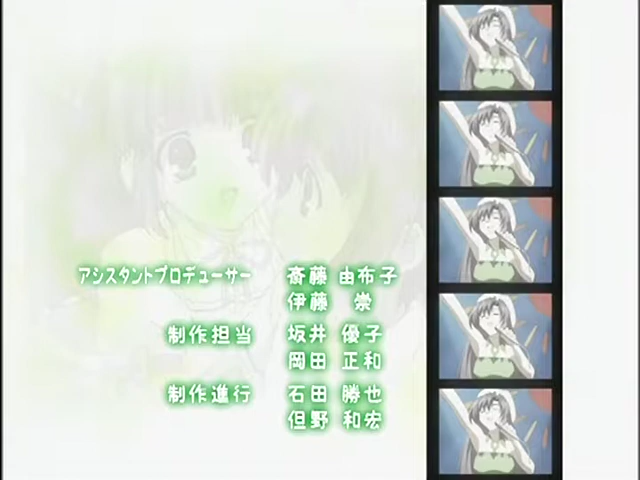 アシスタントプロデューサー 斎藤 由布子
伊藤 崇
制作担当 坂井 優子
岡田 正和
制作進行 石田 勝也
但野 和宏